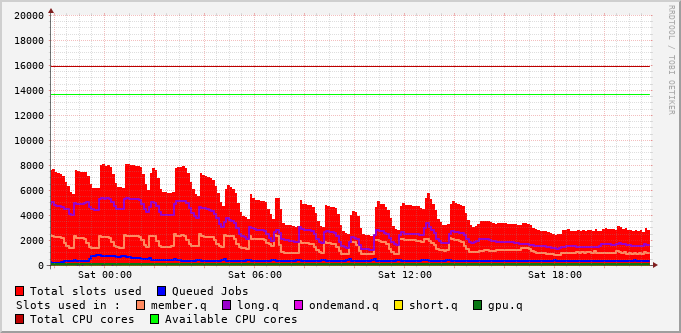 20000
18000
16000
14000
12000
10000
8000
6000
4000
2000
0
Sat 00:00 Sat 06:00 Sat 12:00 Sat 18:00
Total slots used Queued Jobs
Slots used in : member.q long.q ondemand.q short.q gpu.q
Total CPU cores Available CPU cores
RRDTOOL / TOBI OETIKER